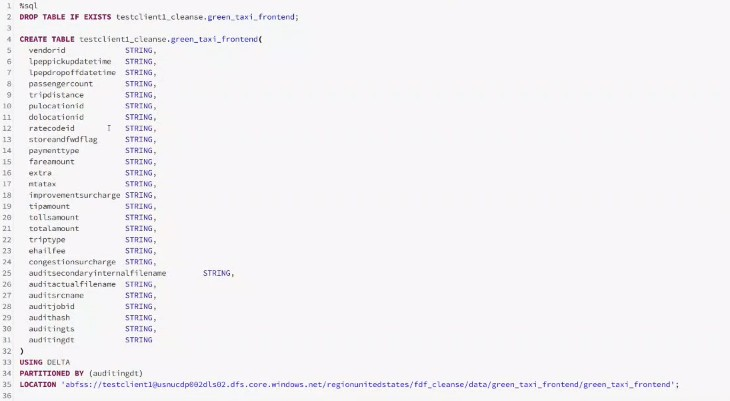 1 %sql
2 DROP TABLE IF EXISTS testclient1_cleanse.green_taxi_frontend;
3
4 CREATE TABLE testclient1_cleanse.green_taxi_frontend(
5 vendorid STRING,
6 lpeppickupdatetime STRING,
7 lpepdropoffdatetime STRING,
8 passengercount STRING,
9 tripdistance STRING,
10 pulocationid STRING,
11 dolocationid STRING,
12 ratecodeid STRING,
13 storeandfwdflag STRING,
14 paymenttype STRING,
15 fareamount STRING,
16 extra STRING,
17 mtatax STRING,
18 improvementsurcharge STRING,
19 tipamount STRING,
20 tollsamount STRING,
21 totalamount STRING,
22 triptype STRING,
23 ehailfee STRING,
24 congestionsurcharge STRING,
25 auditsecondaryinternalfilename STRING,
26 auditactualfilename STRING,
27 auditsrcname STRING,
28 auditjobid STRING,
29 audithash STRING,
30 auditingts STRING,
31 auditingdt STRING
32 )
33 USING DELTA
34 PARTITIONED BY (auditingdt)
35 LOCATION 'abfss://testclient1@usnucdp002dls02.dfs.core.windows.net/regionunitedstates/fdf_cleanse/data/green_taxi_frontend/green_taxi_frontend';
36